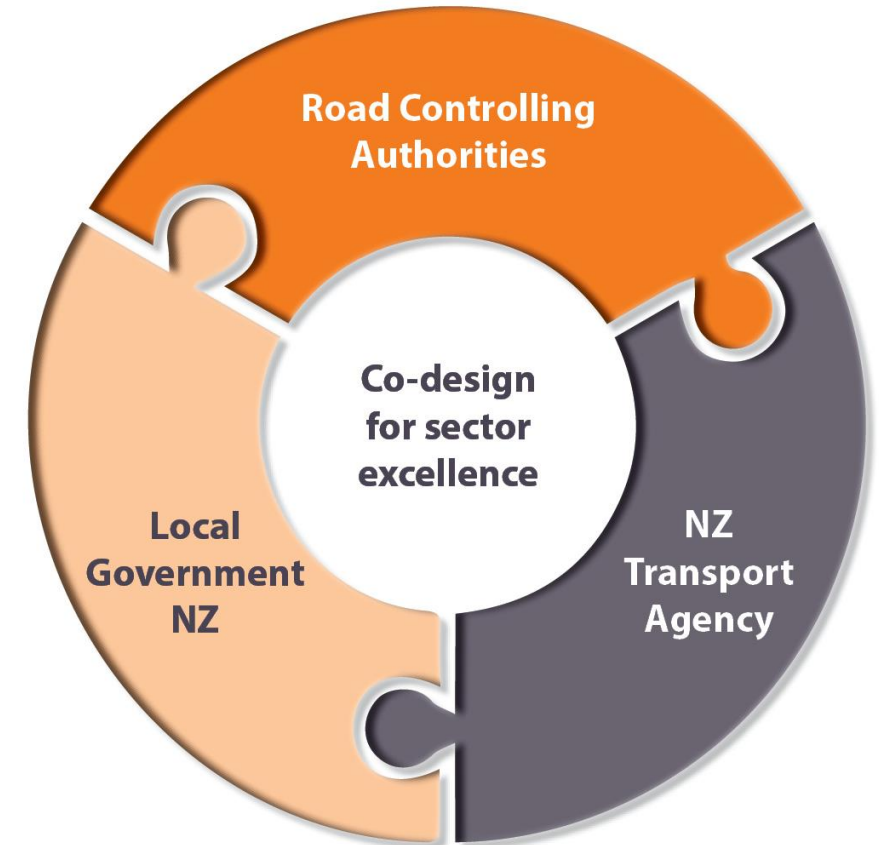 Road Controlling
Authorities
Co-design
for sector
excellence
Local
Government
NZ
NZ
Transport
Agency